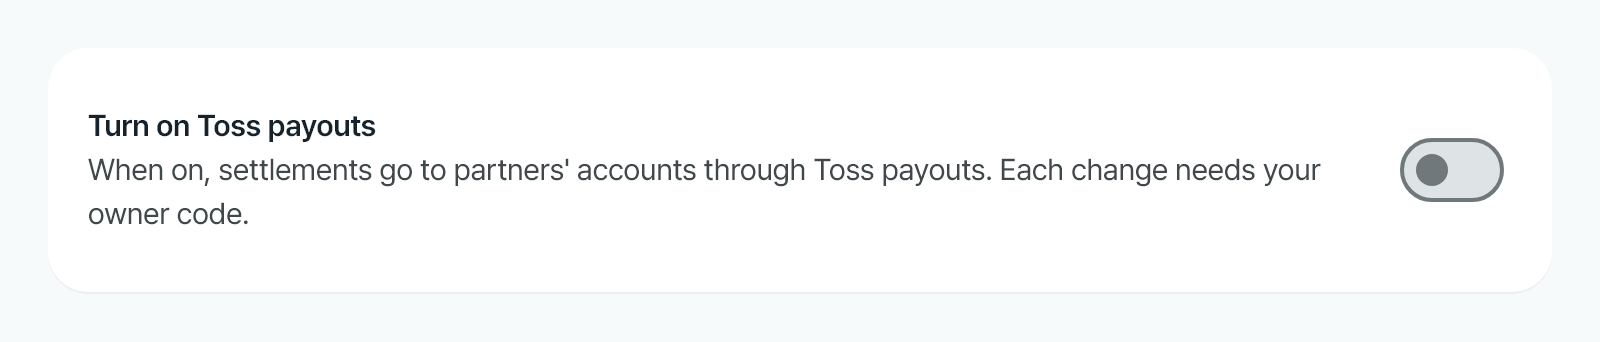 Turn on Toss payouts
When on, settlements go to partners' accounts through Toss payouts. Each change needs your
owner code.